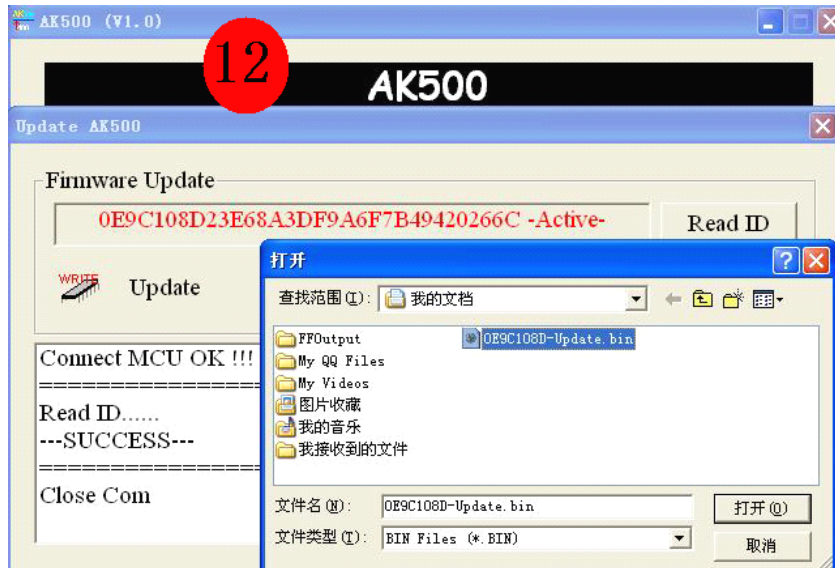 AK500 (V1.0)
12
AK500
Update AK500
Firmware Update
0E9C108D23E68A3DF9A6F7B49420266C -Active-
Read ID
WRITE
Update
打开
查找范围(I):
我的文档
FFOutput
0E9C108D-Update.bin
My QQ Files
My Videos
图片收藏
我的音乐
我接收到的文件
Connect MCU OK !!!
====================
Read ID......
---SUCCESS---
====================
Close Com
文件名(N):
0E9C108D-Update.bin
打开(O)
文件类型(T):
BIN Files (*.BIN)
取消